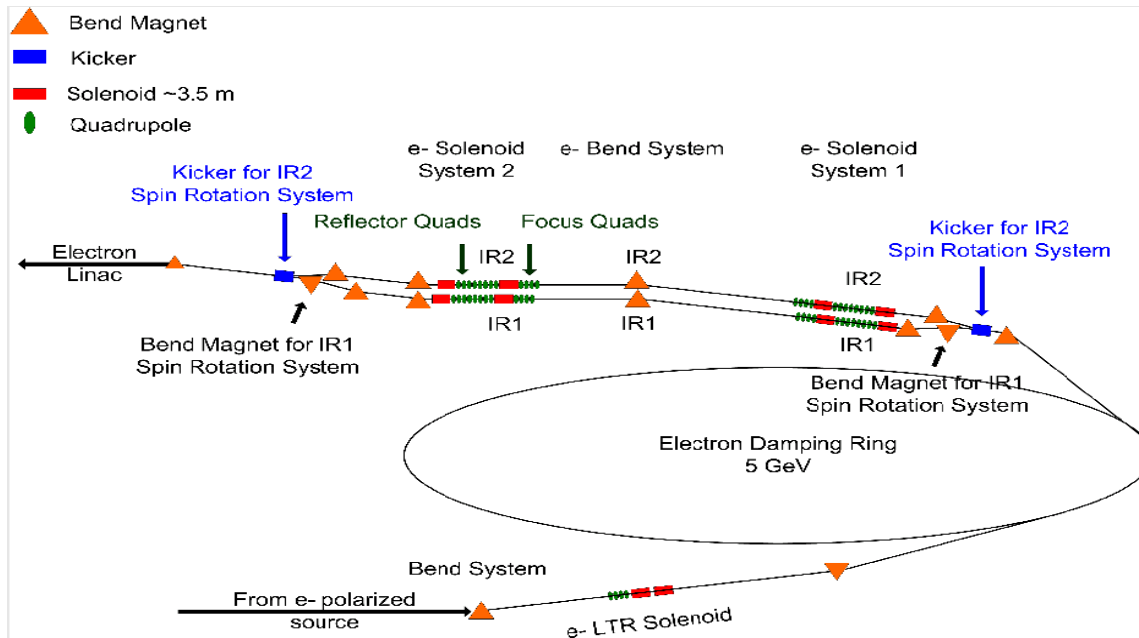 Bend Magnet
Kicker
Solenoid ~3.5 m
Quadrupole
e- Solenoid
System 2
e- Bend System
e- Solenoid
System 1
Kicker for IR2
Spin Rotation System
Reflector Quads
Focus Quads
Kicker for IR2
Spin Rotation System
Electron
Linac
IR2
IR2
IR2
IR1
IR1
IR1
Bend Magnet for IR1
Spin Rotation System
Bend Magnet for IR1
Spin Rotation System
Electron Damping Ring
5 GeV
Bend System
From e- polarized
source
e- LTR Solenoid